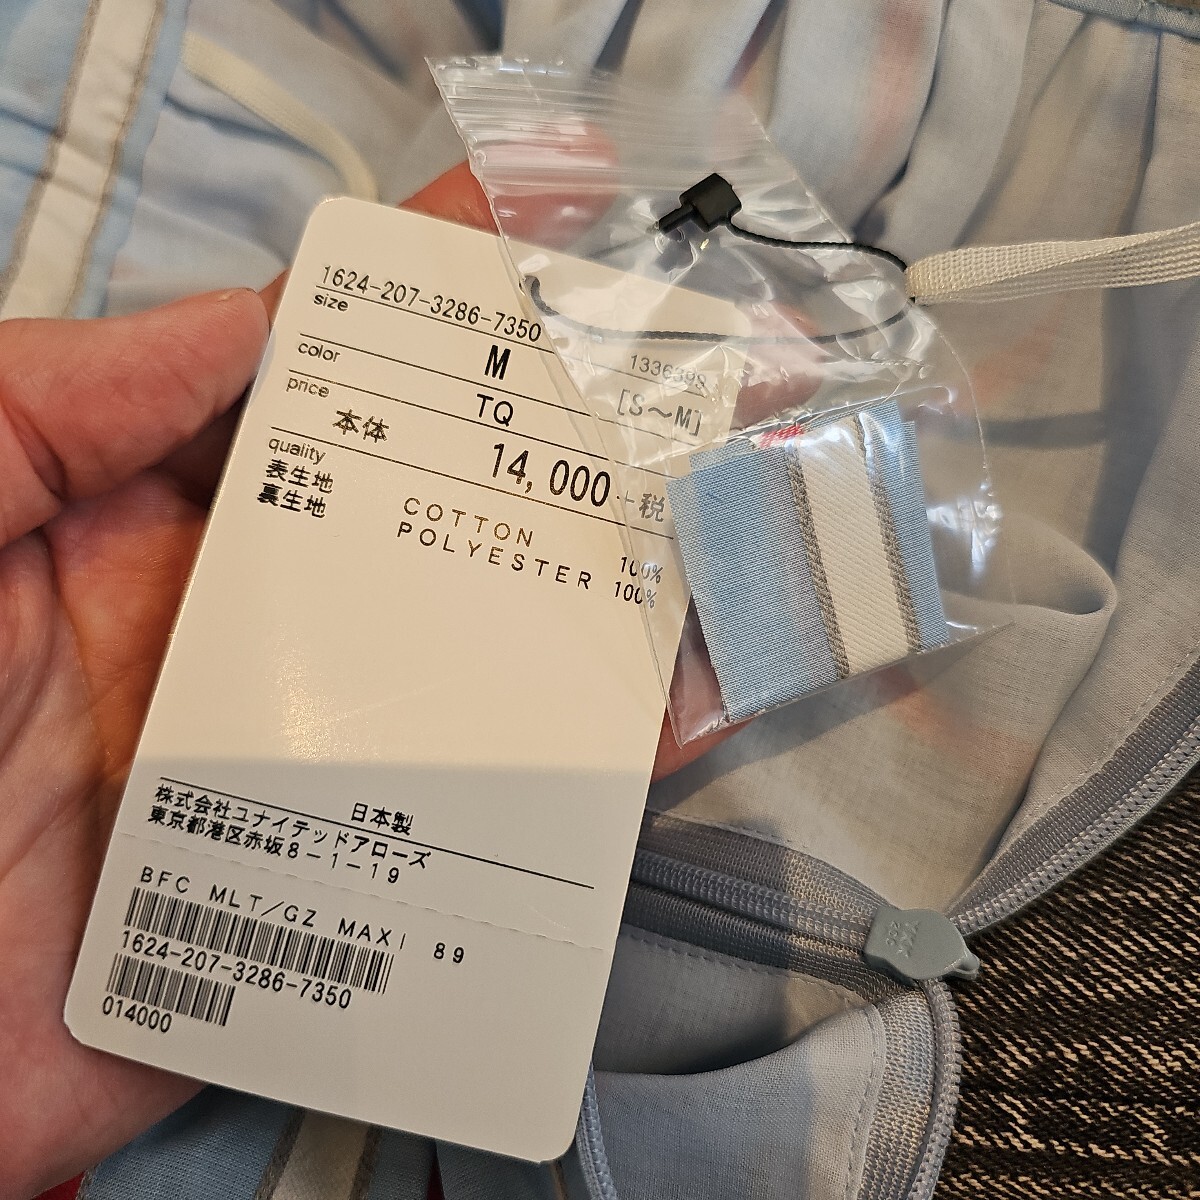 1624-207-3286-7350
size
M
[S～M]
color
TQ
price
本体 14,000+税
quality
表生地 COTTON 100%
裏生地 POLYESTER 100%
日本製
株式会社ユナイテッドアローズ
東京都港区赤坂8-1-19
BFC MLT/GZ MAXI 89
1624-207-3286-7350
014000